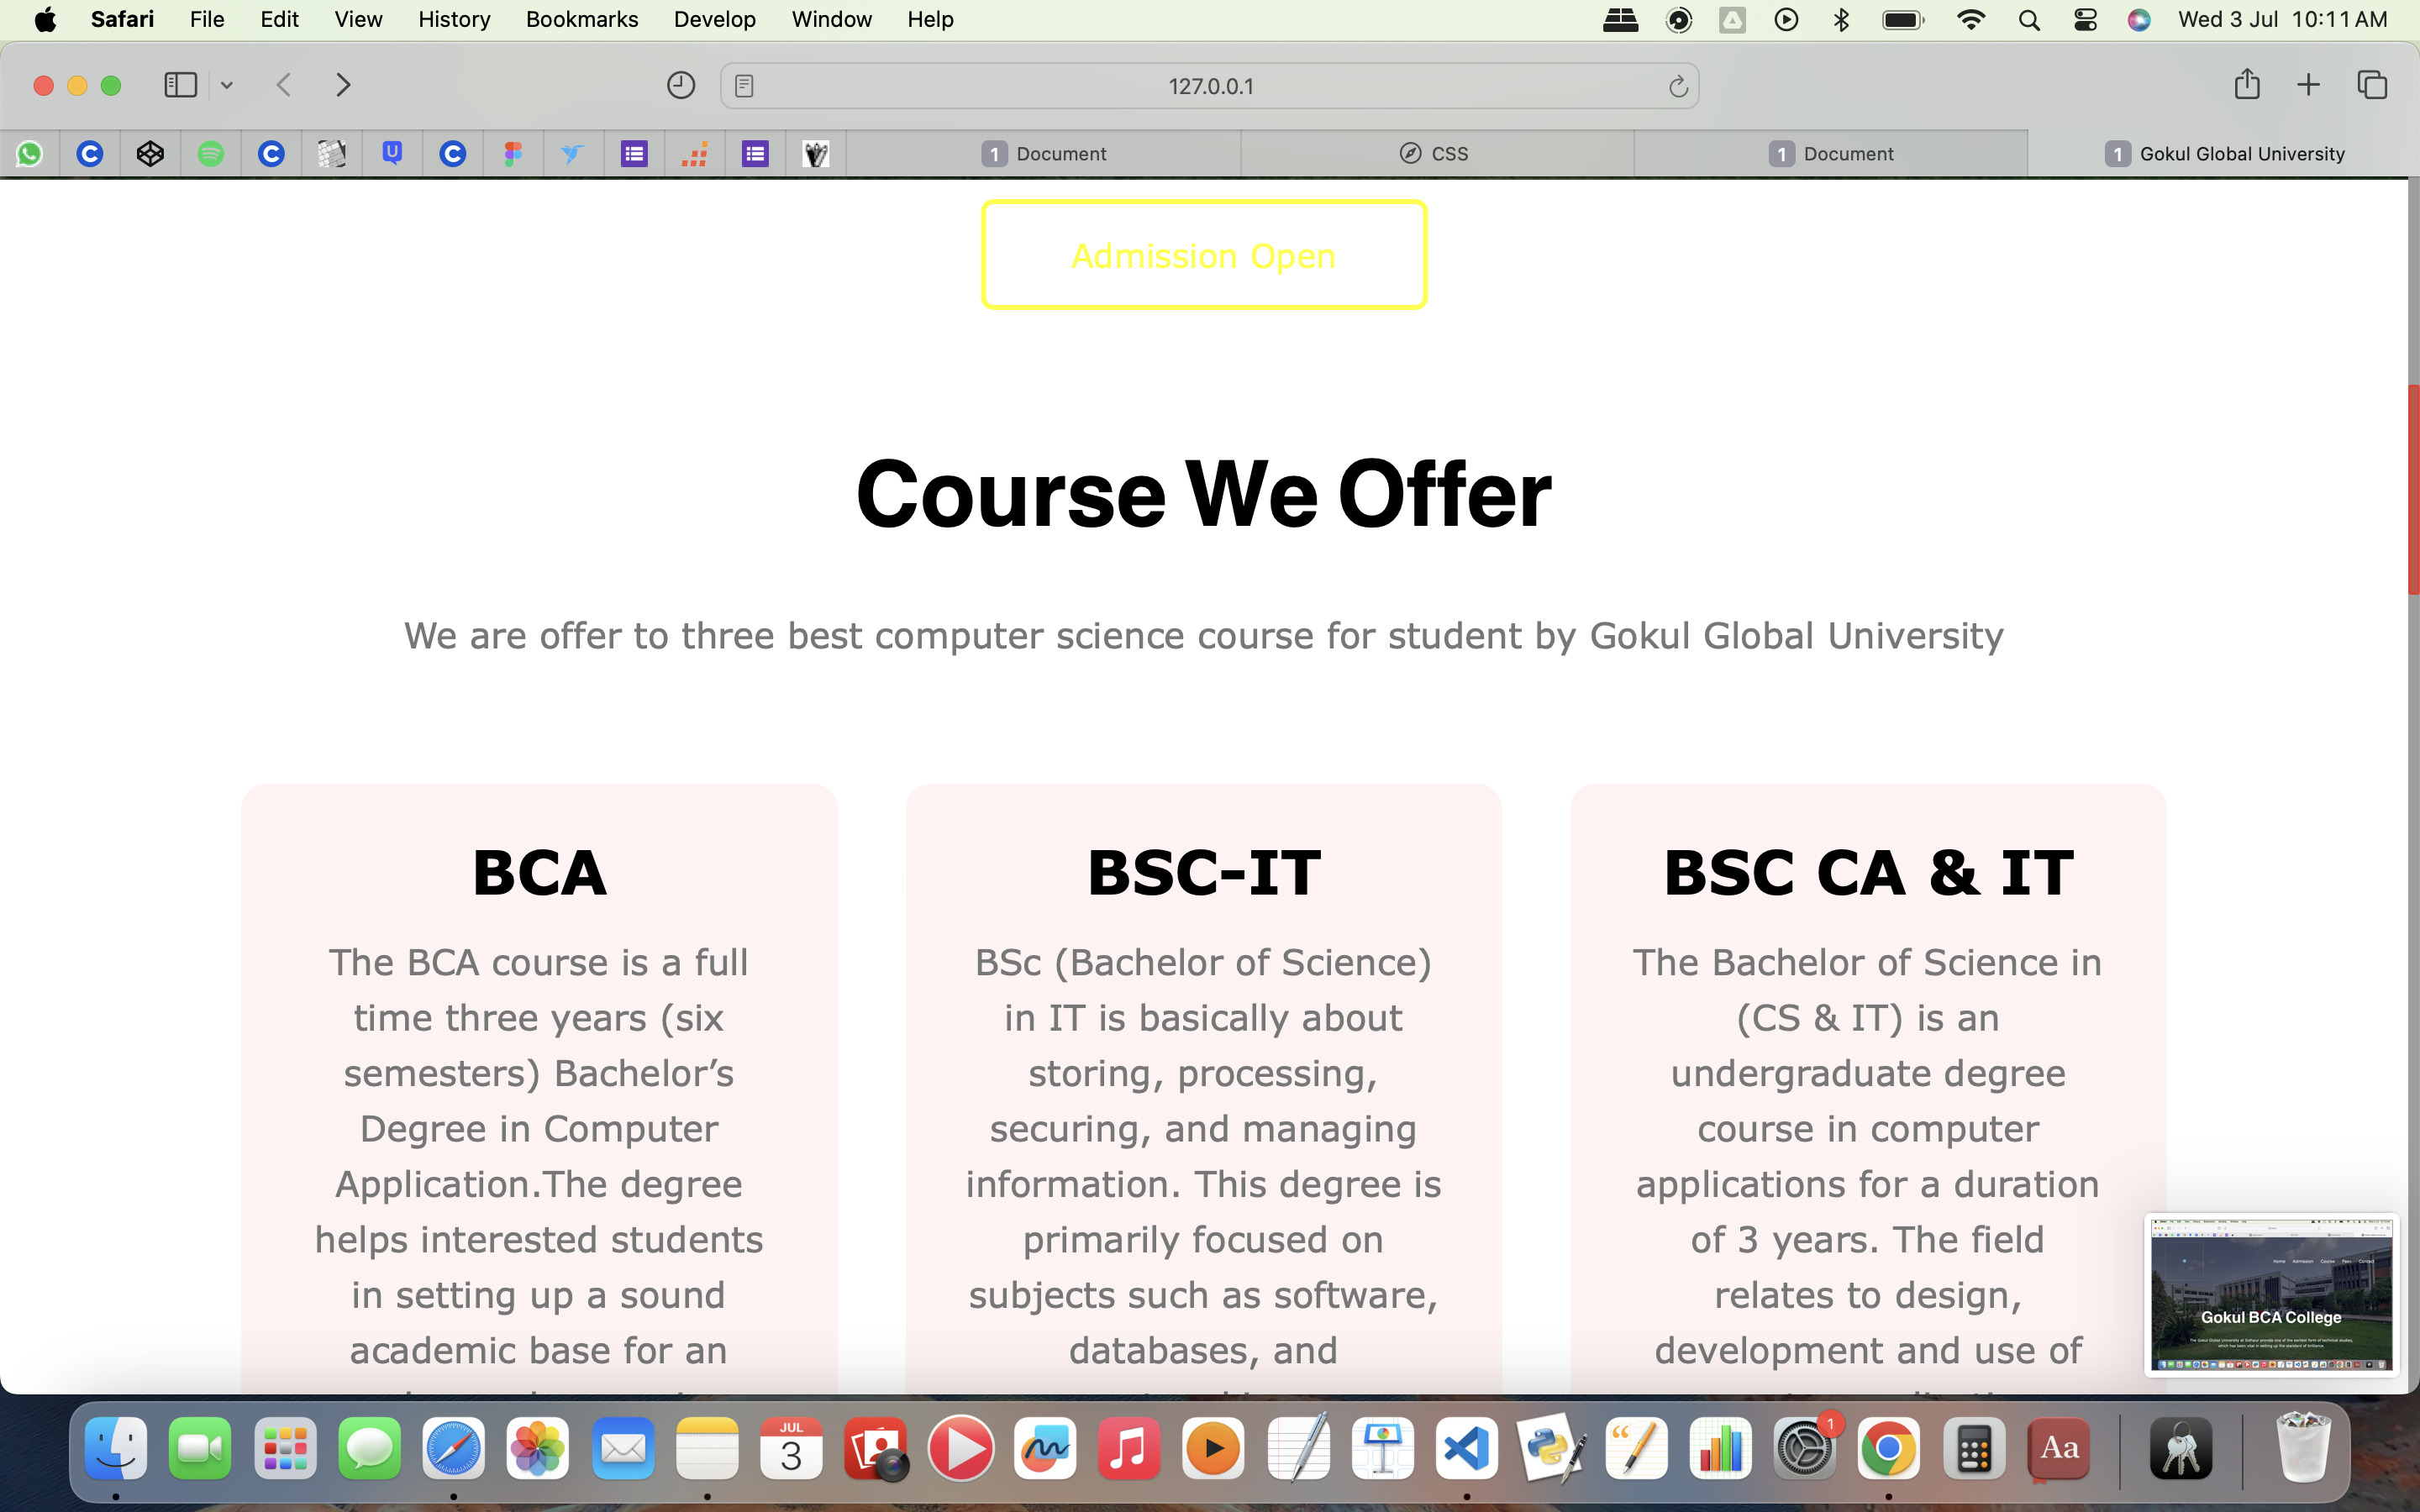 Safari File Edit View History Bookmarks Develop Window Help Wed 3 Jul 10:11 AM
127.0.0.1
1 Document CSS 1 Document 1 Gokul Global University
Admission Open
Course We Offer
We are offer to three best computer science course for student by Gokul Global University
BCA
The BCA course is a full
time three years (six
semesters) Bachelor’s
Degree in Computer
Application.The degree
helps interested students
in setting up a sound
academic base for an
BSC-IT
BSc (Bachelor of Science)
in IT is basically about
storing, processing,
securing, and managing
information. This degree is
primarily focused on
subjects such as software,
databases, and
BSC CA & IT
The Bachelor of Science in
(CS & IT) is an
undergraduate degree
course in computer
applications for a duration
of 3 years. The field
relates to design,
development and use of
Home Admission Course Fees Contact
Gokul BCA College
JUL
3
1
Aa